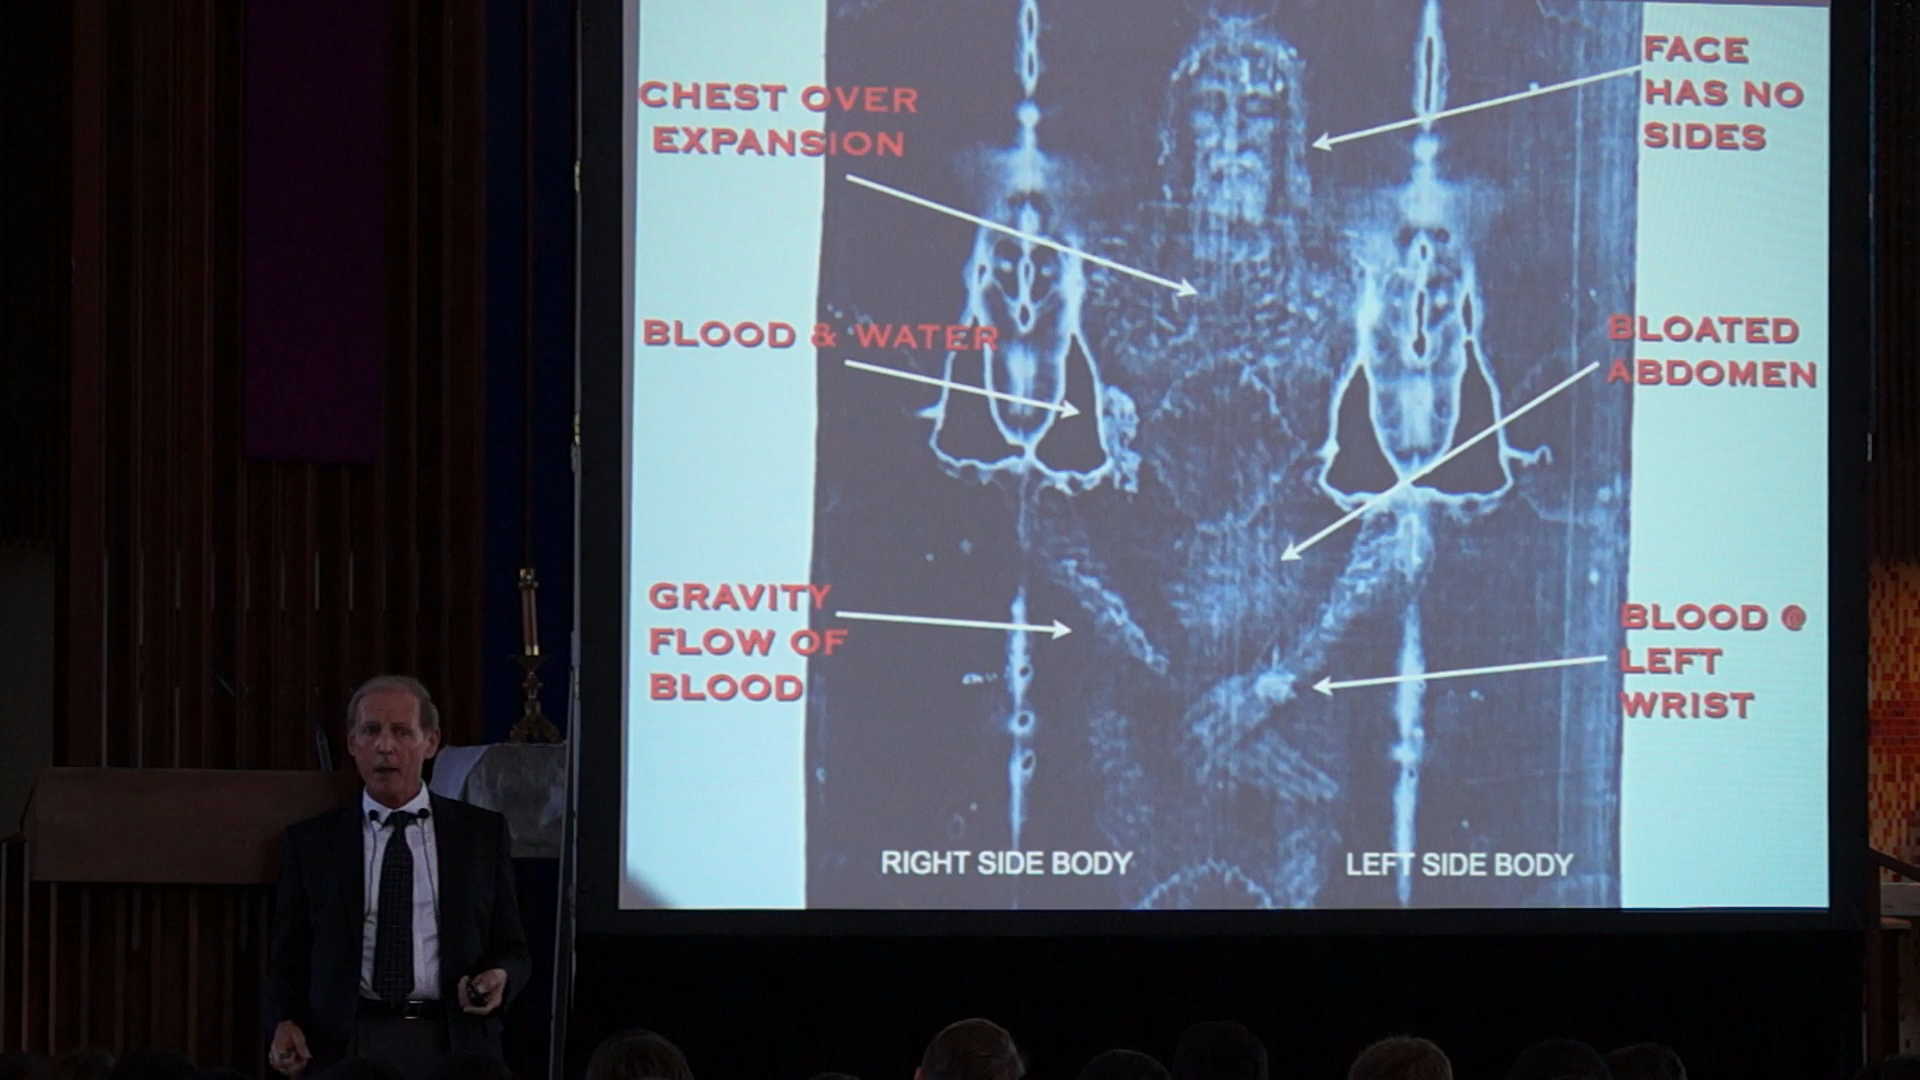 CHEST OVER
EXPANSION
FACE
HAS NO
SIDES
BLOOD & WATER
BLOATED
ABDOMEN
GRAVITY
FLOW OF
BLOOD
BLOOD @
LEFT
WRIST
RIGHT SIDE BODY
LEFT SIDE BODY